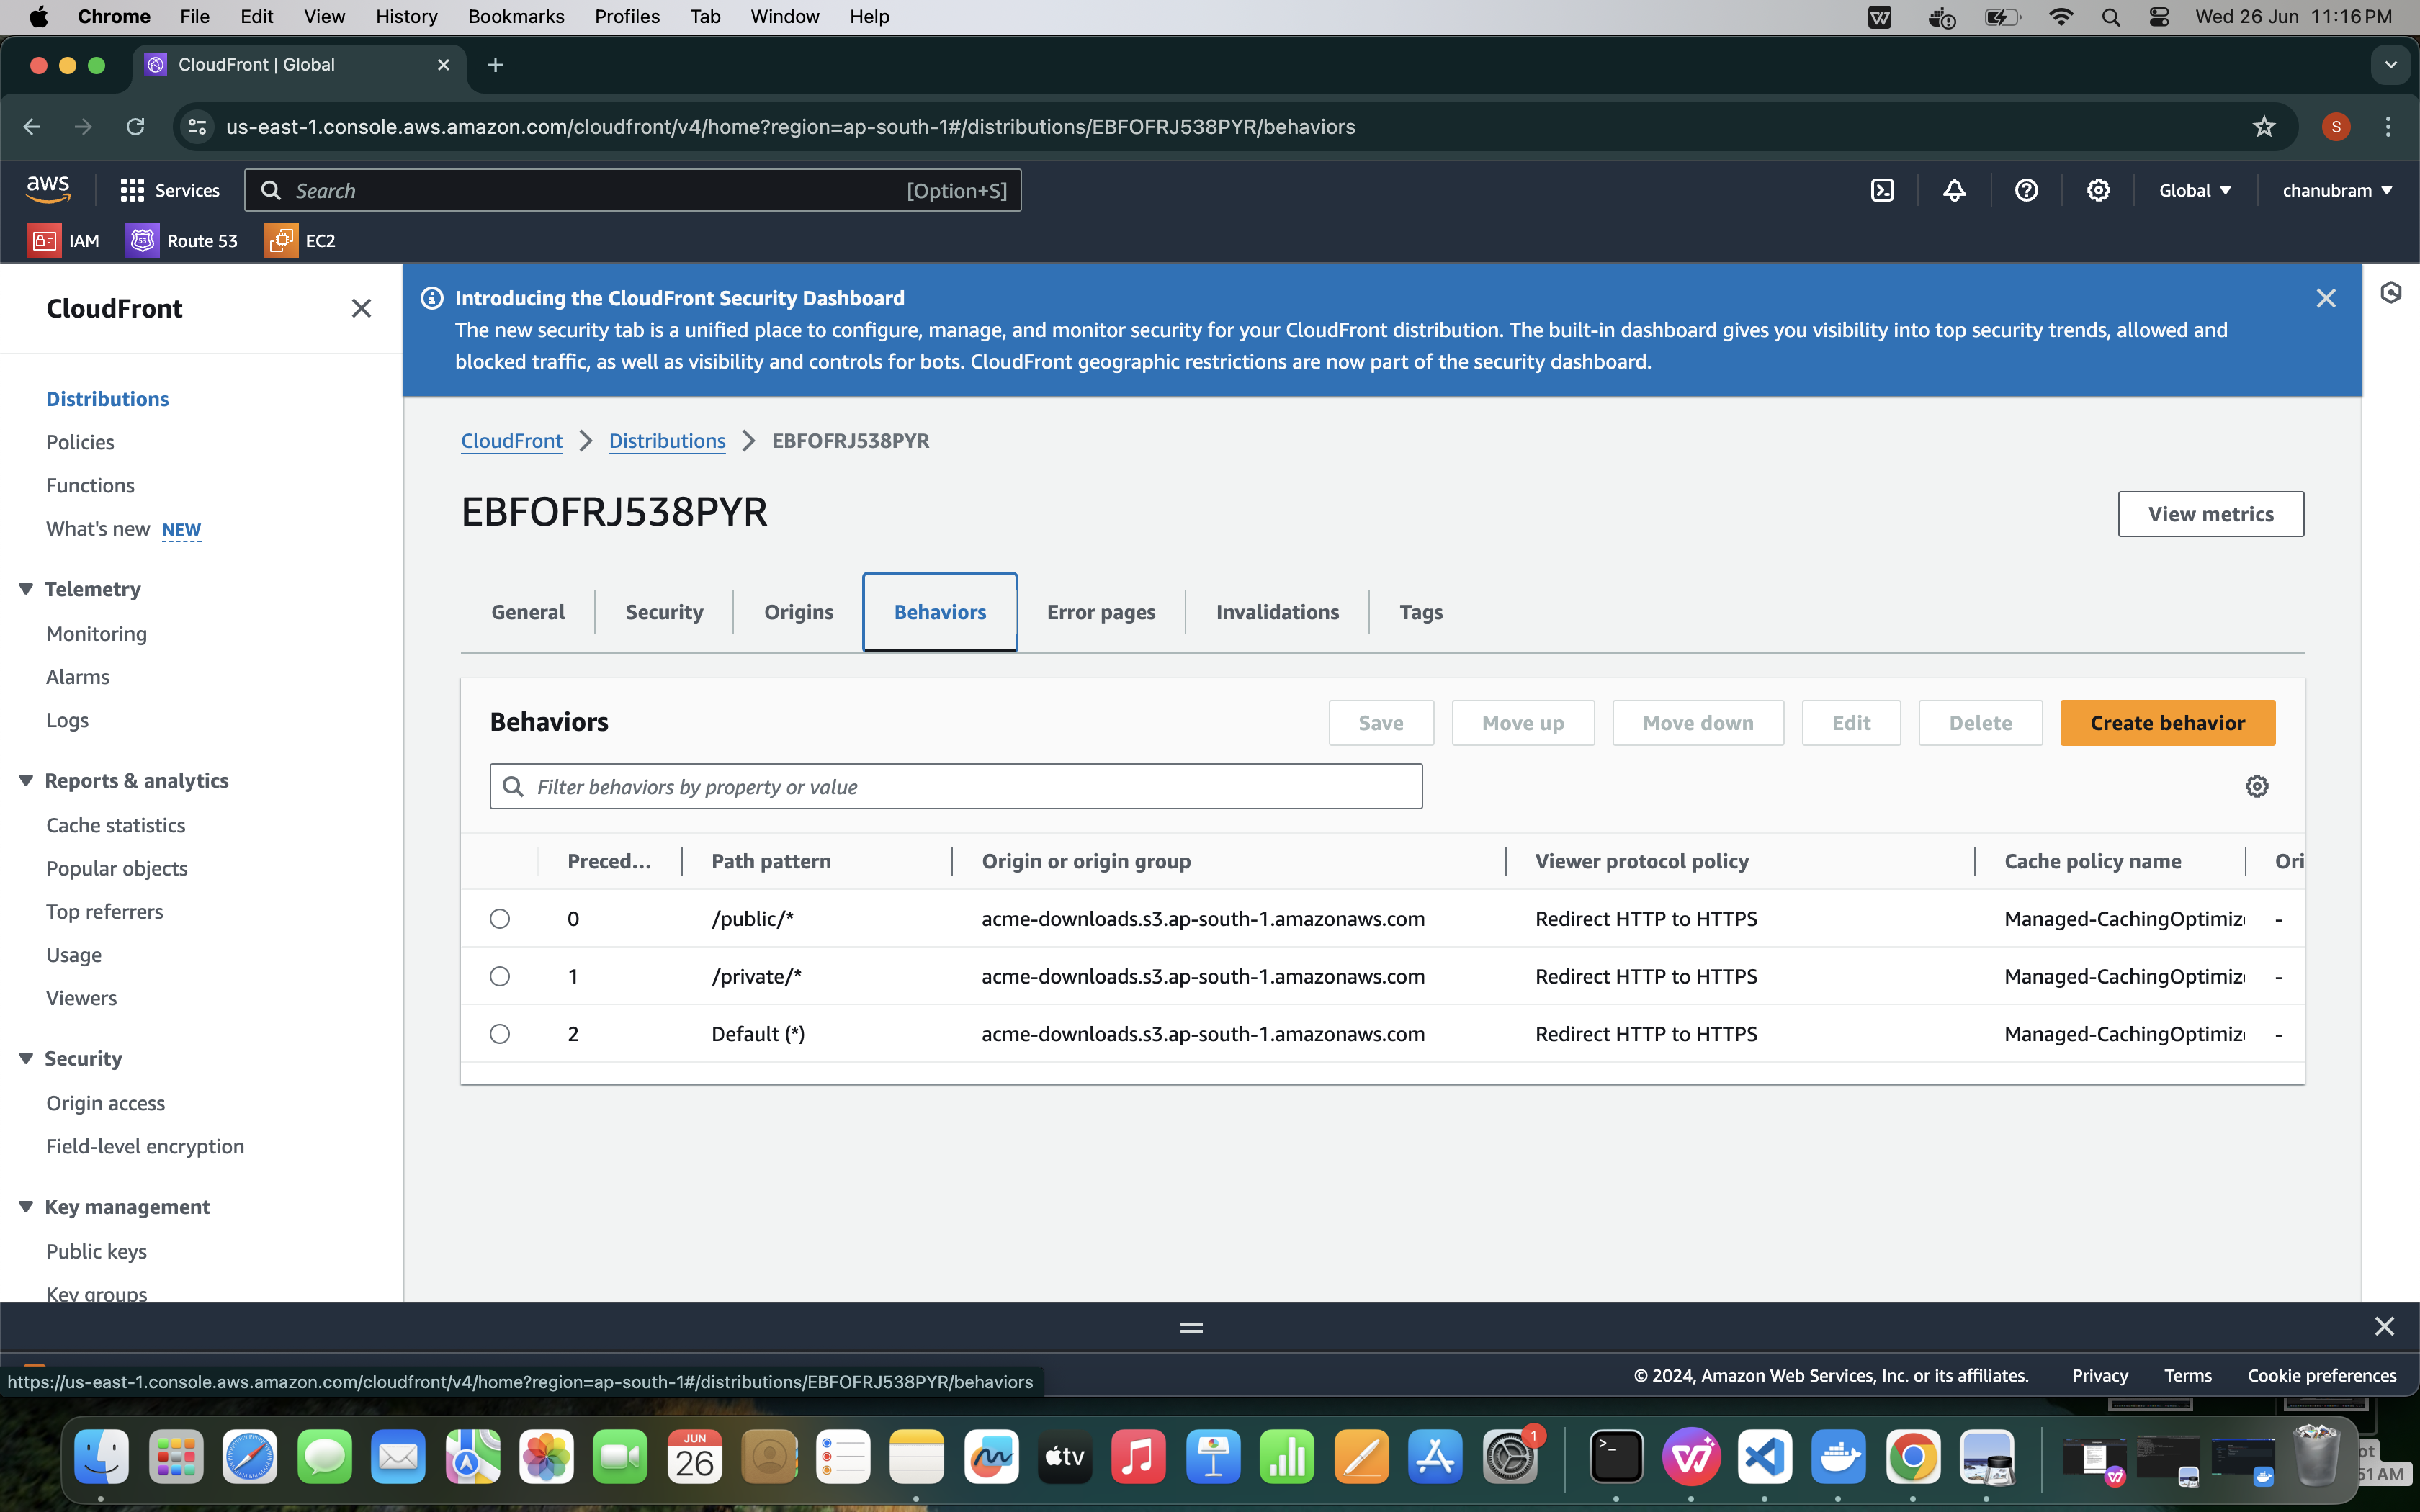 Chrome File Edit View History Bookmarks Profiles Tab Window Help Wed 26 Jun 11:16 PM
CloudFront | Global
us-east-1.console.aws.amazon.com/cloudfront/v4/home?region=ap-south-1#/distributions/EBFOFRJ538PYR/behaviors S
aws Services Search [Option+S] Global chanubram
IAM Route 53 EC2
CloudFront
Distributions
Policies
Functions
What's new NEW
Telemetry
Monitoring
Alarms
Logs
Reports & analytics
Cache statistics
Popular objects
Top referrers
Usage
Viewers
Security
Origin access
Field-level encryption
Key management
Public keys
Key groups
Introducing the CloudFront Security Dashboard
The new security tab is a unified place to configure, manage, and monitor security for your CloudFront distribution. The built-in dashboard gives you visibility into top security trends, allowed and
blocked traffic, as well as visibility and controls for bots. CloudFront geographic restrictions are now part of the security dashboard.
CloudFront Distributions EBFOFRJ538PYR
EBFOFRJ538PYR View metrics
General Security Origins Behaviors Error pages Invalidations Tags
Behaviors Save Move up Move down Edit Delete Create behavior
Filter behaviors by property or value
Preced... Path pattern Origin or origin group Viewer protocol policy Cache policy name Ori
0 /public/* acme-downloads.s3.ap-south-1.amazonaws.com Redirect HTTP to HTTPS Managed-CachingOptimiz -
1 /private/* acme-downloads.s3.ap-south-1.amazonaws.com Redirect HTTP to HTTPS Managed-CachingOptimiz -
2 Default (*) acme-downloads.s3.ap-south-1.amazonaws.com Redirect HTTP to HTTPS Managed-CachingOptimiz -
© 2024, Amazon Web Services, Inc. or its affiliates. Privacy Terms Cookie preferences
https://us-east-1.console.aws.amazon.com/cloudfront/v4/home?region=ap-south-1#/distributions/EBFOFRJ538PYR/behaviors
JUN
26
tv
1
ot
51 AM